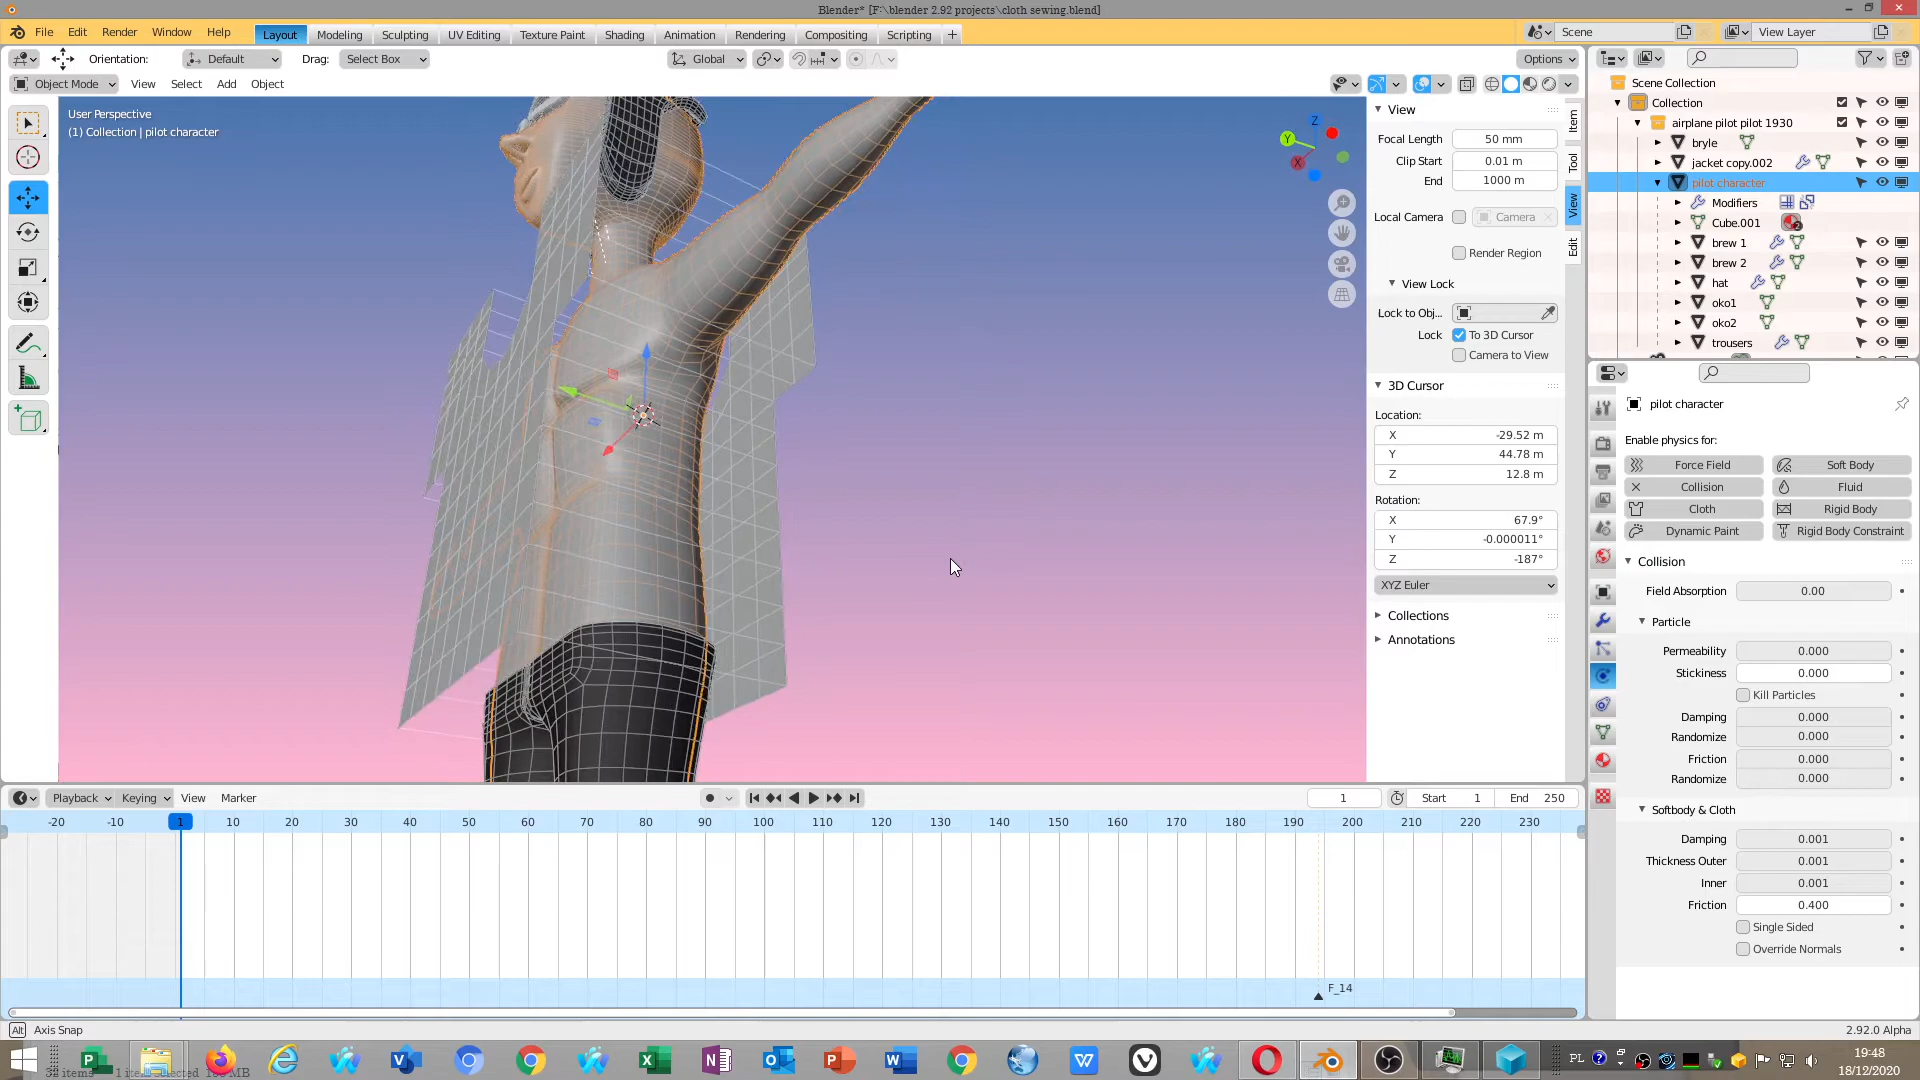 Blender* [F:\blender 2.92 projects\cloth sewing.blend]
File Edit Render Window Help Layout Modeling Sculpting UV Editing Texture Paint Shading Animation Rendering Compositing Scripting + Scene View Layer
Orientation: Default Drag: Select Box Global Options
Object Mode View Select Add Object
User Perspective
(1) Collection | pilot character
Z
Y
X
View
Focal Length 50 mm
Clip Start 0.01 m
End 1000 m
Local Camera Camera
Render Region
View Lock
Lock to Obj...
Lock To 3D Cursor
Camera to View
3D Cursor
Location:
X -29.52 m
Y 44.78 m
Z 12.8 m
Rotation:
X 67.9°
Y -0.000011°
Z -187°
XYZ Euler
Collections
Annotations
Item
Tool
View
Edit
Scene Collection
Collection
airplane pilot pilot 1930
bryle
jacket copy.002
pilot character
Modifiers
Cube.001
2
brew 1
brew 2
hat
oko1
oko2
trousers
pilot character
Enable physics for:
Force Field Soft Body
Collision Fluid
Cloth Rigid Body
Dynamic Paint Rigid Body Constraint
Collision
Field Absorption 0.00
Particle
Permeability 0.000
Stickiness 0.000
Kill Particles
Damping 0.000
Randomize 0.000
Friction 0.000
Randomize 0.000
Softbody & Cloth
Damping 0.001
Thickness Outer 0.001
Inner 0.001
Friction 0.400
Single Sided
Override Normals
Playback Keying View Marker 1 Start 1 End 250
-20 -10 1 10 20 30 40 50 60 70 80 90 100 110 120 130 140 150 160 170 180 190 200 210 220 230
F_14
Alt Axis Snap 2.92.0 Alpha
32 items 1 item selected MB
PL 19:48
18/12/2020